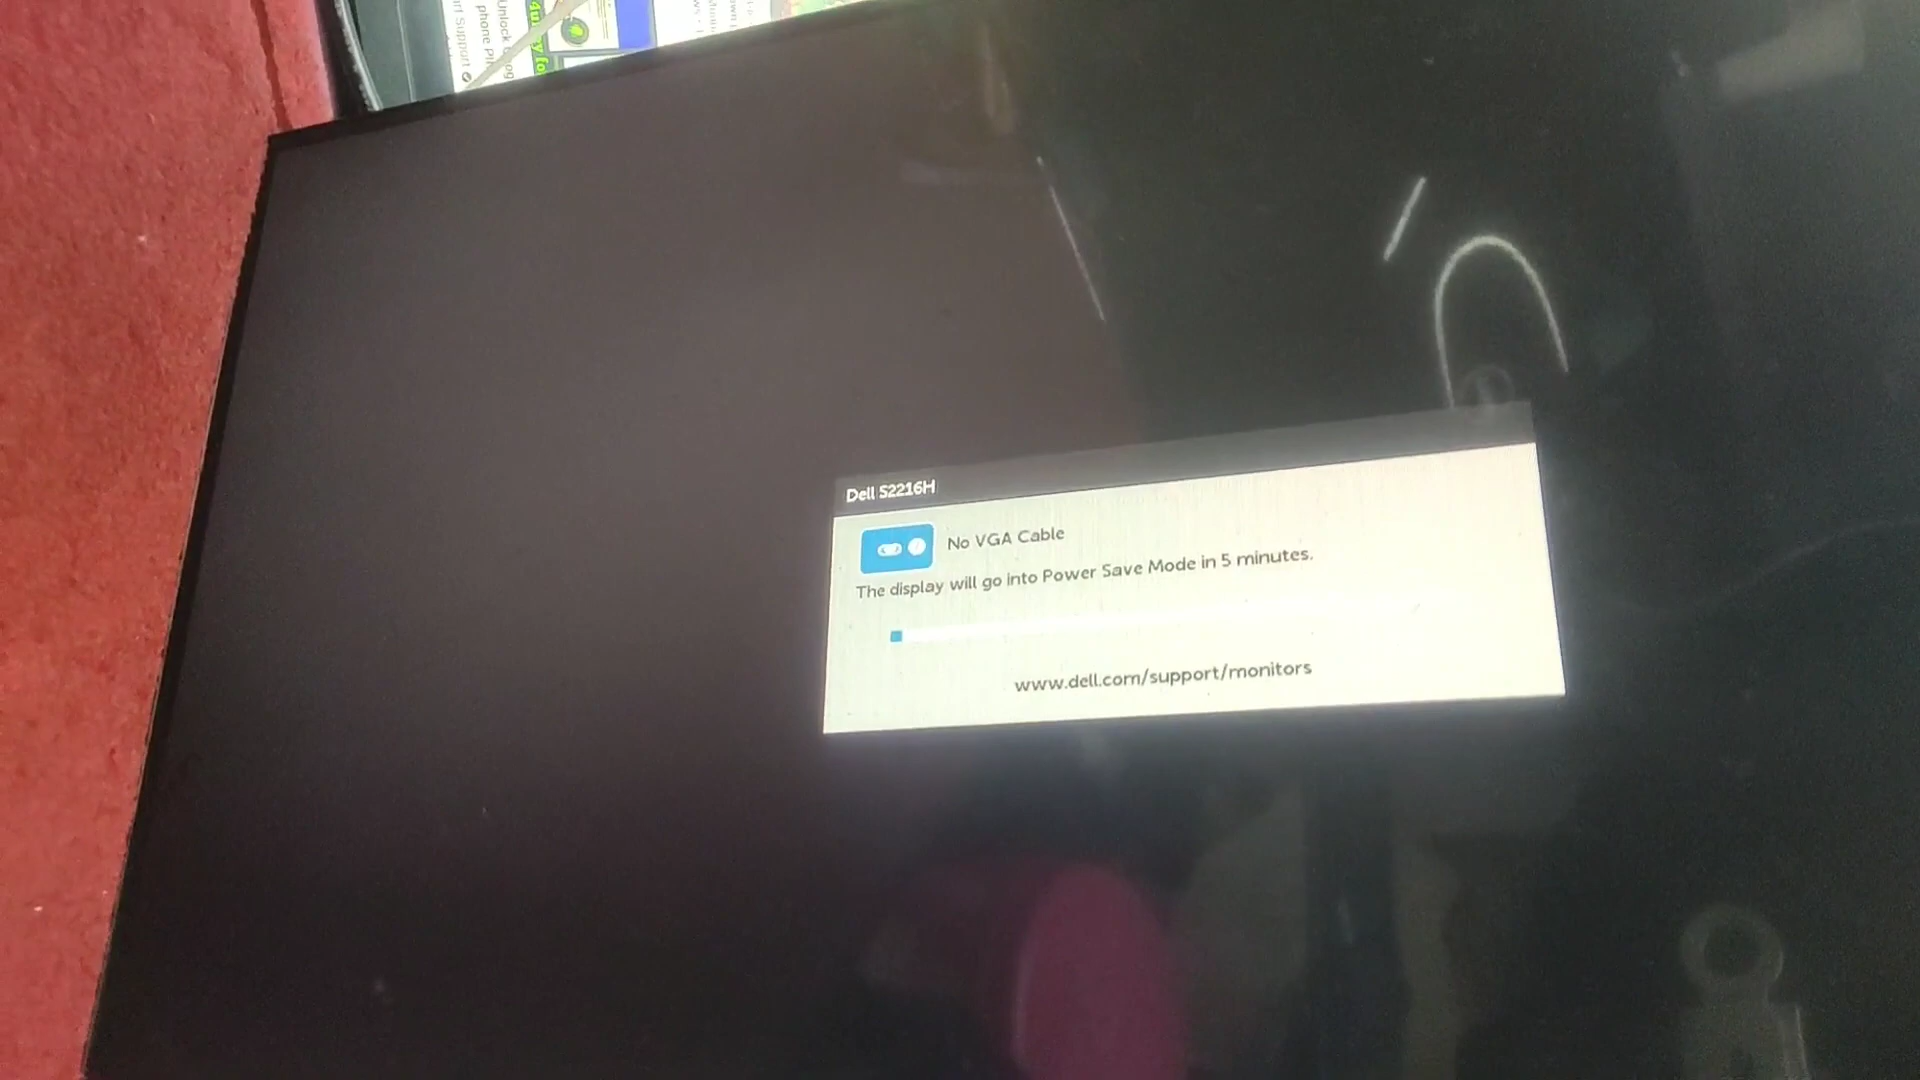 Unlock
phone
Support
Dell S2216H
No VGA Cable
The display will go into Power Save Mode in 5 minutes.
www.dell.com/support/monitors